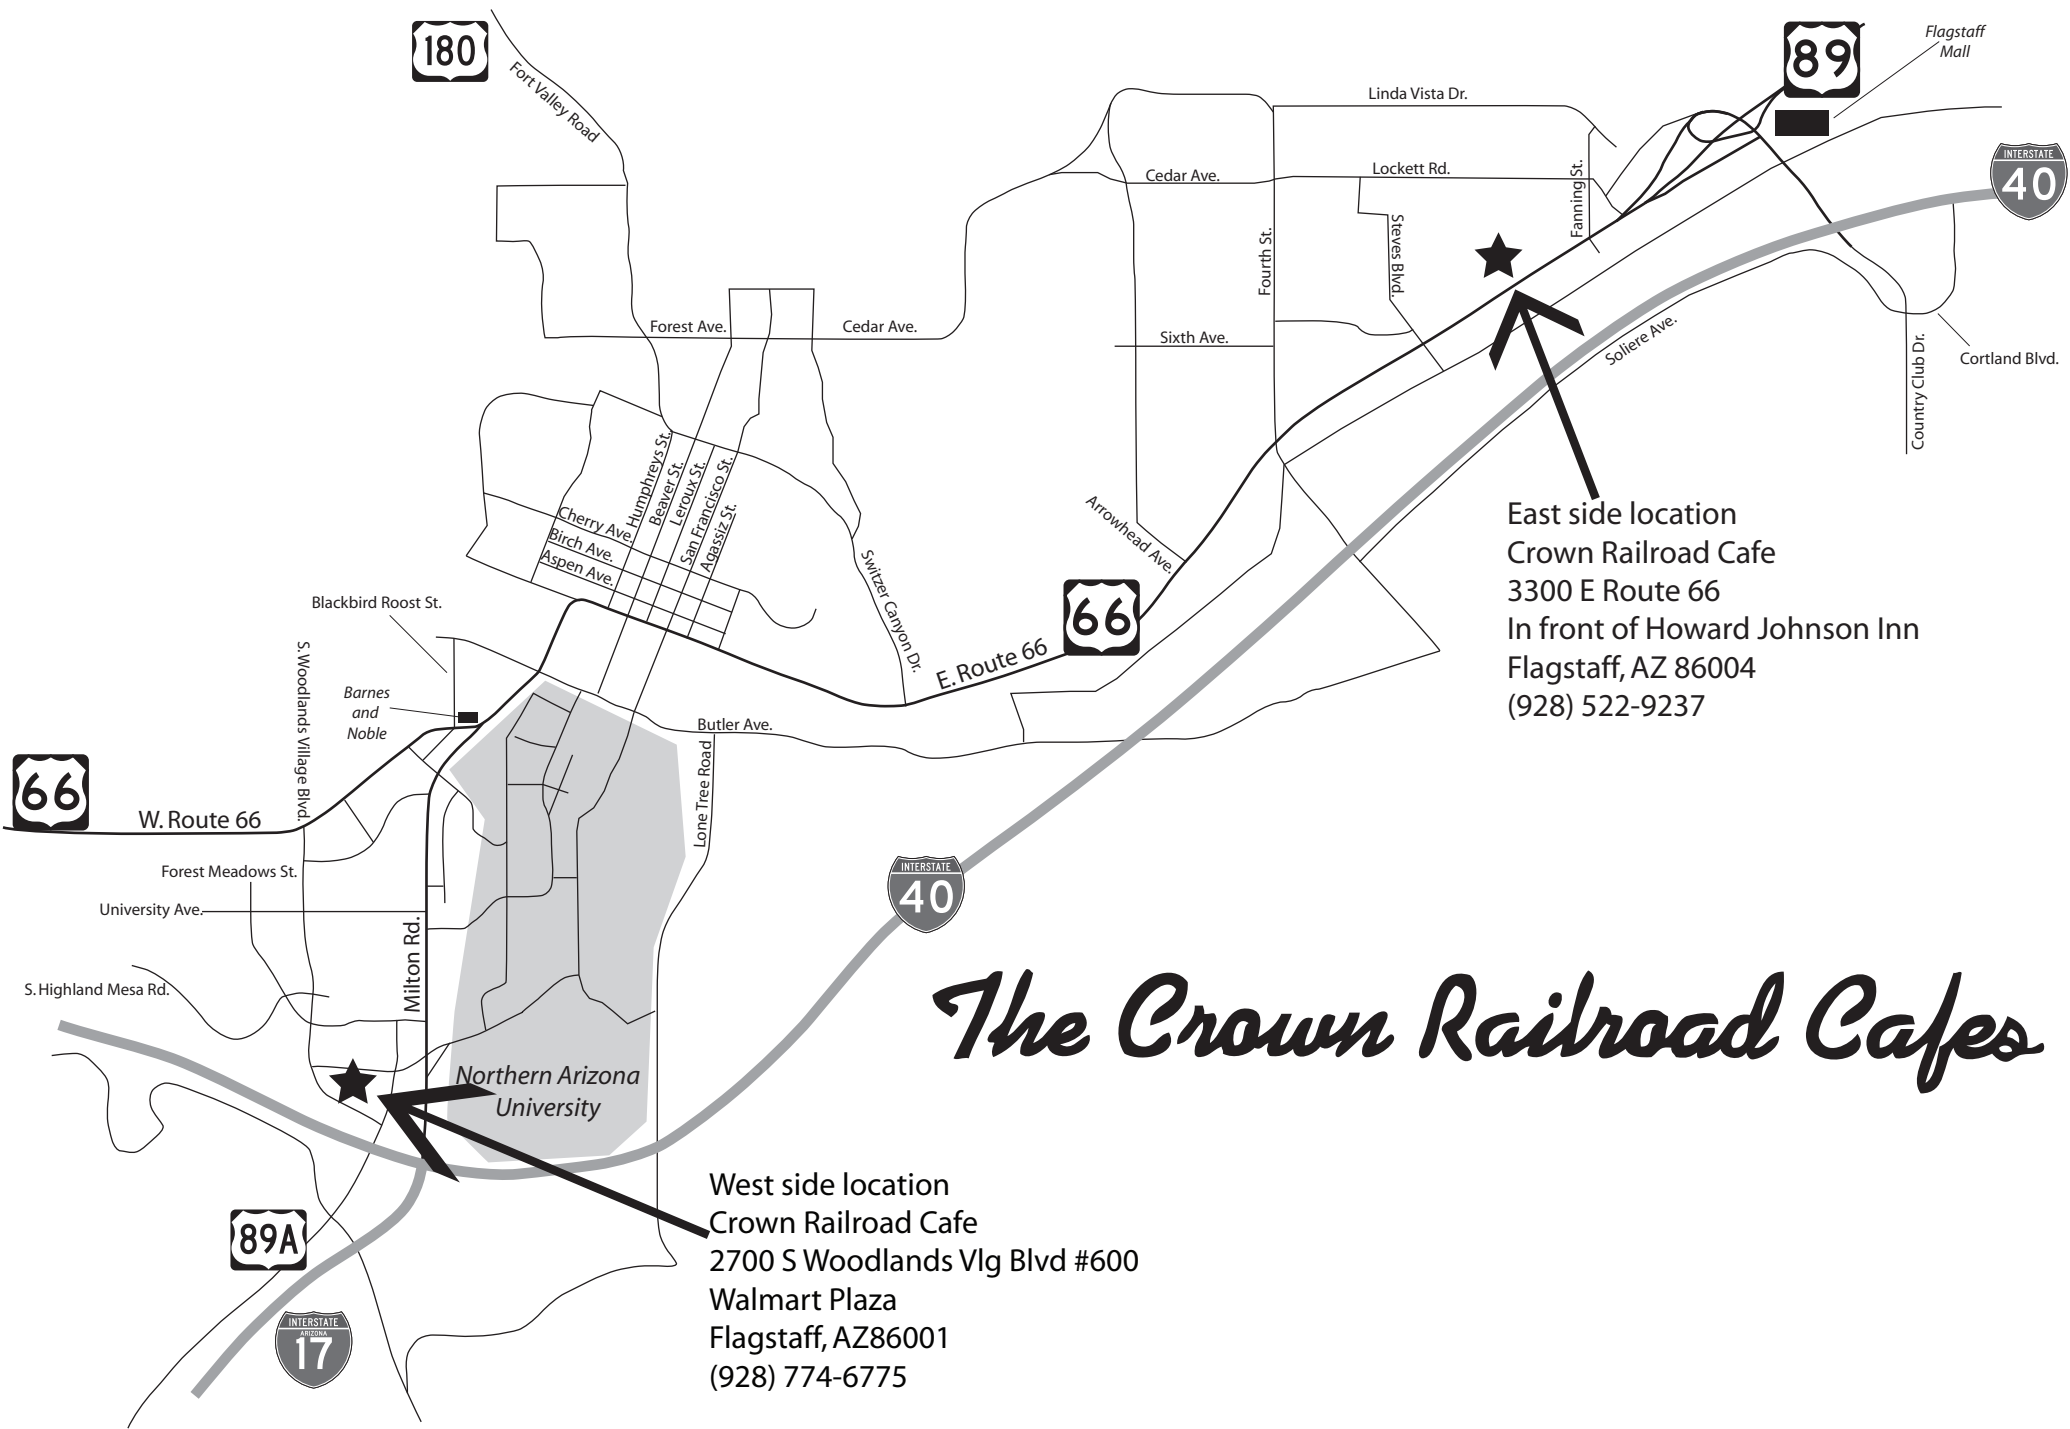 180
Fort Valley Road
89
Flagstaff
Mall
Linda Vista Dr.
INTERSTATE
40
Cedar Ave.
Lockett Rd.
Fanning St.
Steves Blvd.
Fourth St.
Forest Ave.
Cedar Ave.
Sixth Ave.
Soliere Ave.
Country Club Dr.
Cortland Blvd.
Humphreys St.
Beaver St.
Leroux St.
San Francisco St.
Agassiz St.
Cherry Ave.
Birch Ave.
Aspen Ave.
Switzer Canyon Dr.
Arrowhead Ave.
East side location
Crown Railroad Cafe
3300 E Route 66
In front of Howard Johnson Inn
Flagstaff, AZ 86004
(928) 522-9237
Blackbird Roost St.
66
E. Route 66
S. Woodlands Village Blvd.
Barnes
and
Noble
Butler Ave.
Lone Tree Road
66
W. Route 66
Forest Meadows St.
University Ave.
INTERSTATE
40
Milton Rd.
S. Highland Mesa Rd.
The Crown Railroad Cafes
Northern Arizona
University
West side location
Crown Railroad Cafe
2700 S Woodlands Vlg Blvd #600
Walmart Plaza
Flagstaff, AZ86001
(928) 774-6775
89A
INTERSTATE
ARIZONA
17